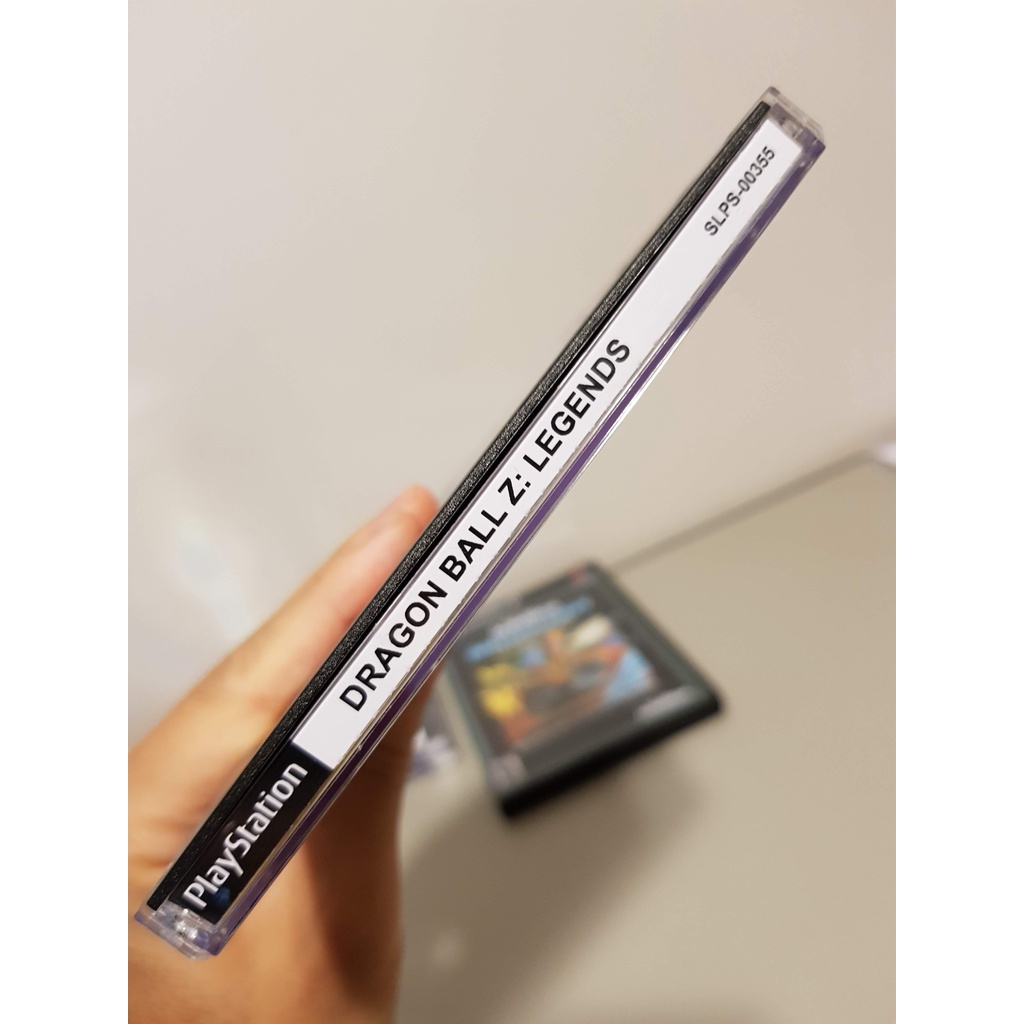 PlayStation
DRAGON BALL Z: LEGENDS
SLPS-00355